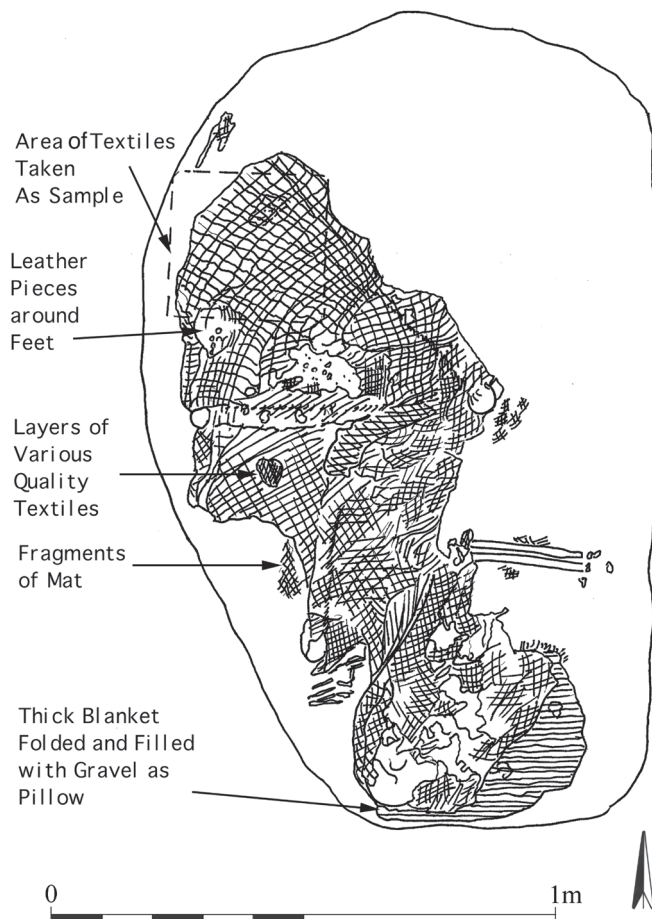 Area of Textiles
Taken
As Sample
Leather
Pieces
around
Feet
Layers of
Various
Quality
Textiles
Fragments
of Mat
Thick Blanket
Folded and Filled
with Gravel as
Pillow
0
1m